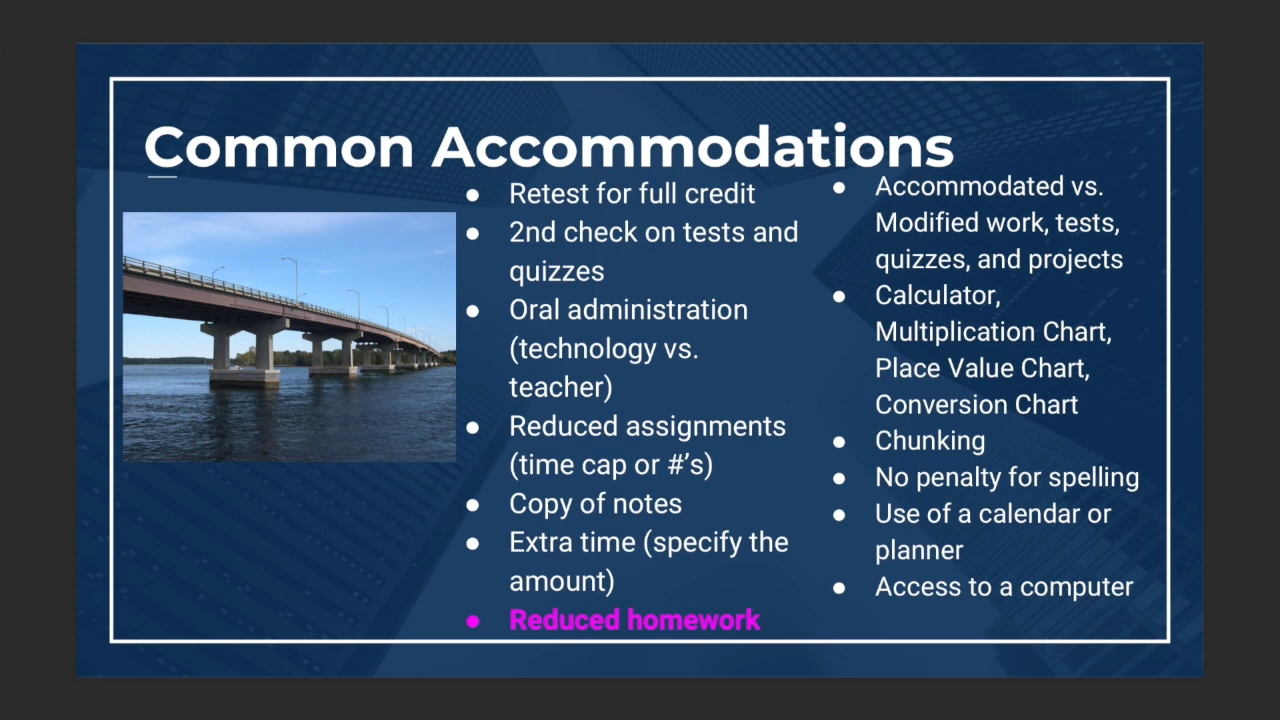 Common Accommodations
● Retest for full credit
● 2nd check on tests and
quizzes
● Oral administration
(technology vs.
teacher)
● Reduced assignments
(time cap or #’s)
● Copy of notes
● Extra time (specify the
amount)
● Reduced homework
● Accommodated vs.
Modified work, tests,
quizzes, and projects
● Calculator,
Multiplication Chart,
Place Value Chart,
Conversion Chart
● Chunking
● No penalty for spelling
● Use of a calendar or
planner
● Access to a computer